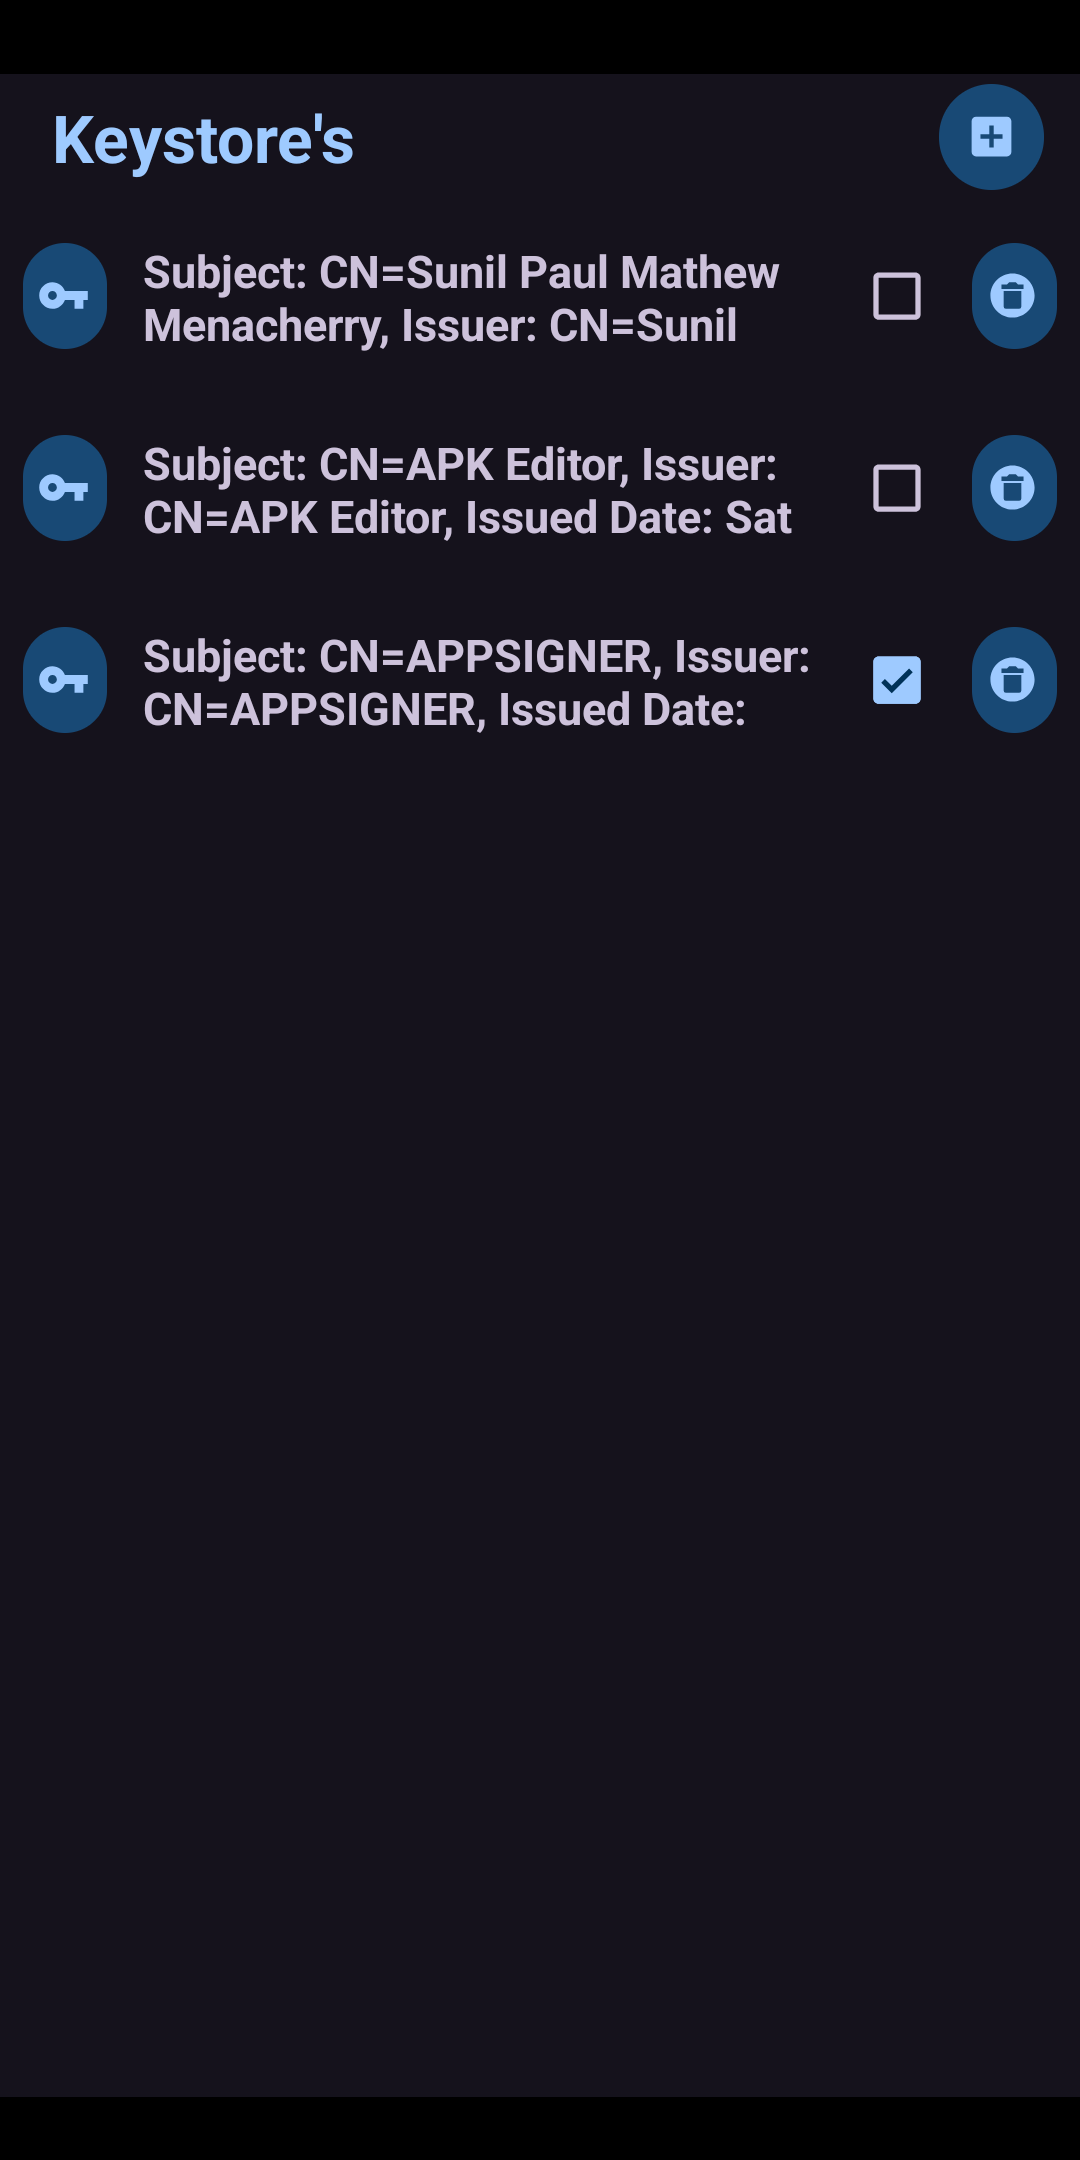 Keystore's
Subject: CN=Sunil Paul Mathew
Menacherry, Issuer: CN=Sunil
Subject: CN=APK Editor, Issuer:
CN=APK Editor, Issued Date: Sat
Subject: CN=APPSIGNER, Issuer:
CN=APPSIGNER, Issued Date: